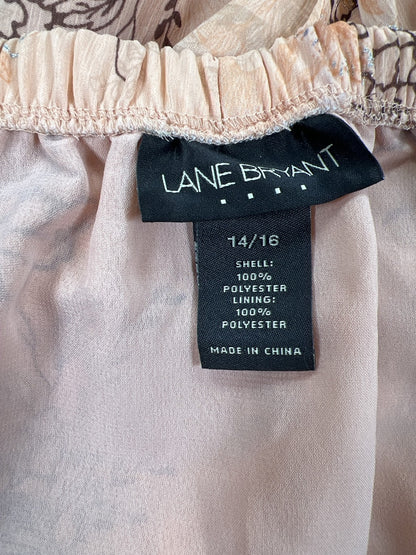 LANE BRYANT
14/16
SHELL:
100%
POLYESTER
LINING:
100%
POLYESTER
MADE IN CHINA